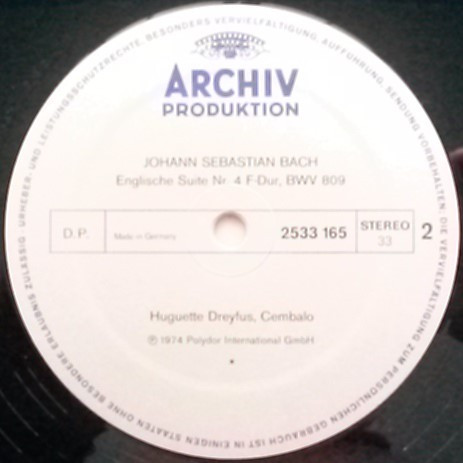 ARCHIV
PRODUKTION
JOHANN SEBASTIAN BACH
Englische Suite Nr. 4 F-Dur, BWV 809
D.P.
Made in Germany
2533 165
STEREO
33
2
Huguette Dreyfus, Cembalo
℗ 1974 Polydor International GmbH
URHEBER- UND LEISTUNGSSCHUTZRECHTE BESONDERS VERVIELFÄLTIGUNG, AUFFÜHRUNG, SENDUNG VORBEHALTEN. DIE VERVIELFÄLTIGUNG ZUM PERSÖNLICHEN GEBRAUCH IST IN EINIGEN STAATEN OHNE BESONDERE ERLAUBNIS ZULÄSSIG